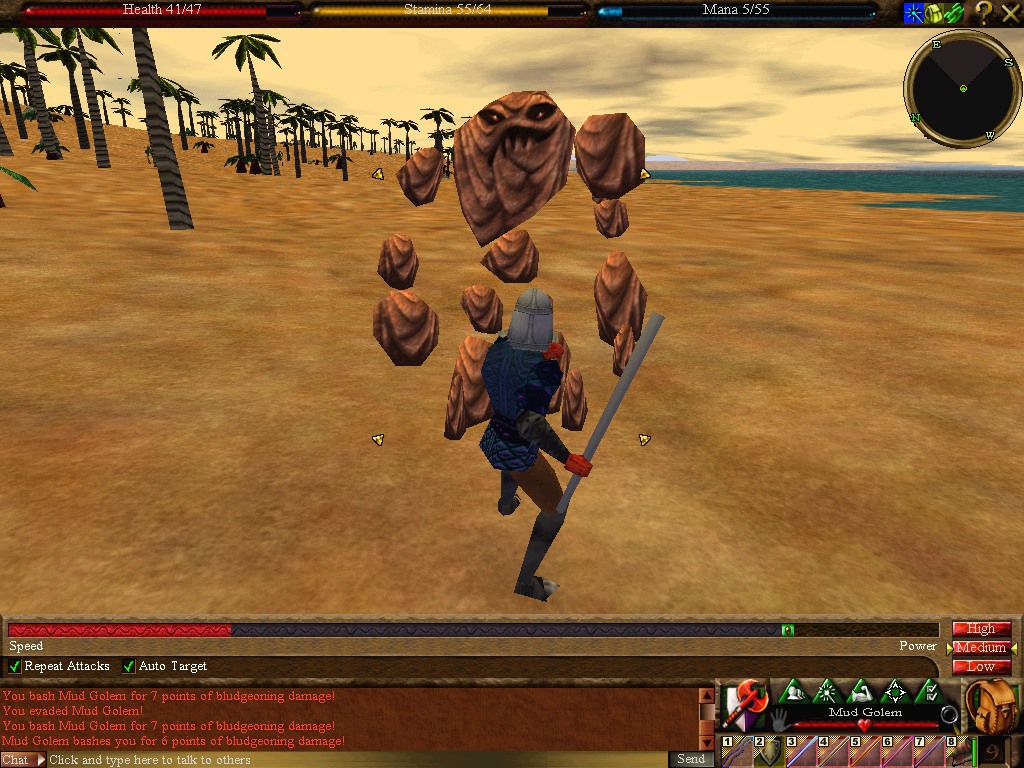 Health 41/47 Stamina 55/64 Mana 5/55
E
S
N
W
High
Speed Power Medium
Repeat Attacks Auto Target Low
You bash Mud Golem for 7 points of bludgeoning damage!
You evaded Mud Golem!
You bash Mud Golem for 7 points of bludgeoning damage!
Mud Golem bashes you for 6 points of bludgeoning damage!
Mud Golem
1 2 3 4 5 6 7 8 9
Chat Click and type here to talk to others Send